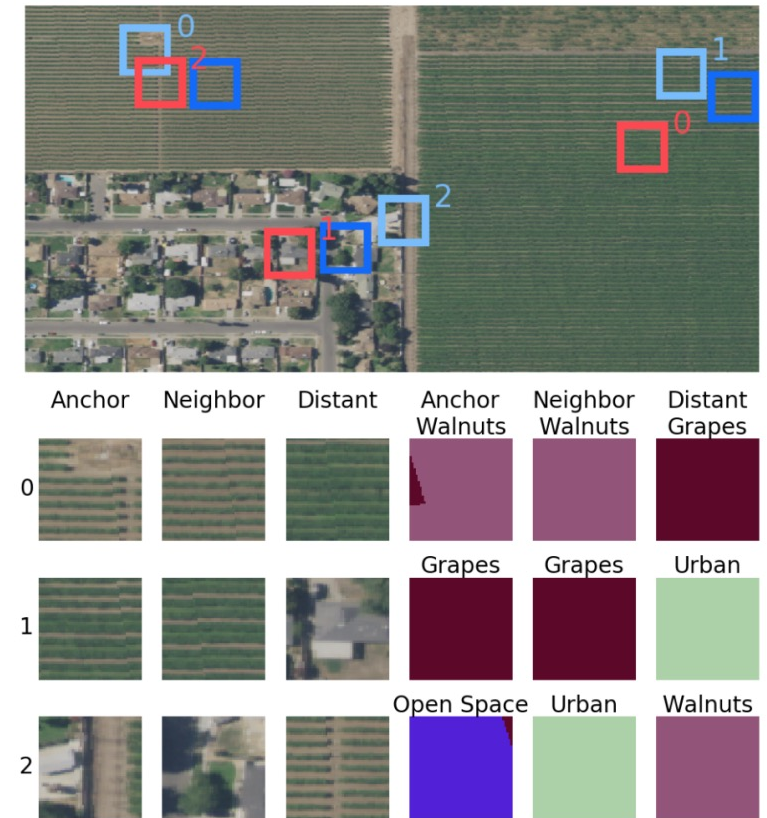 0
1
2
0
2
1
Anchor Neighbor Distant Anchor Neighbor Distant
Walnuts Walnuts Grapes
0
Grapes Grapes Urban
1
Open Space Urban Walnuts
2